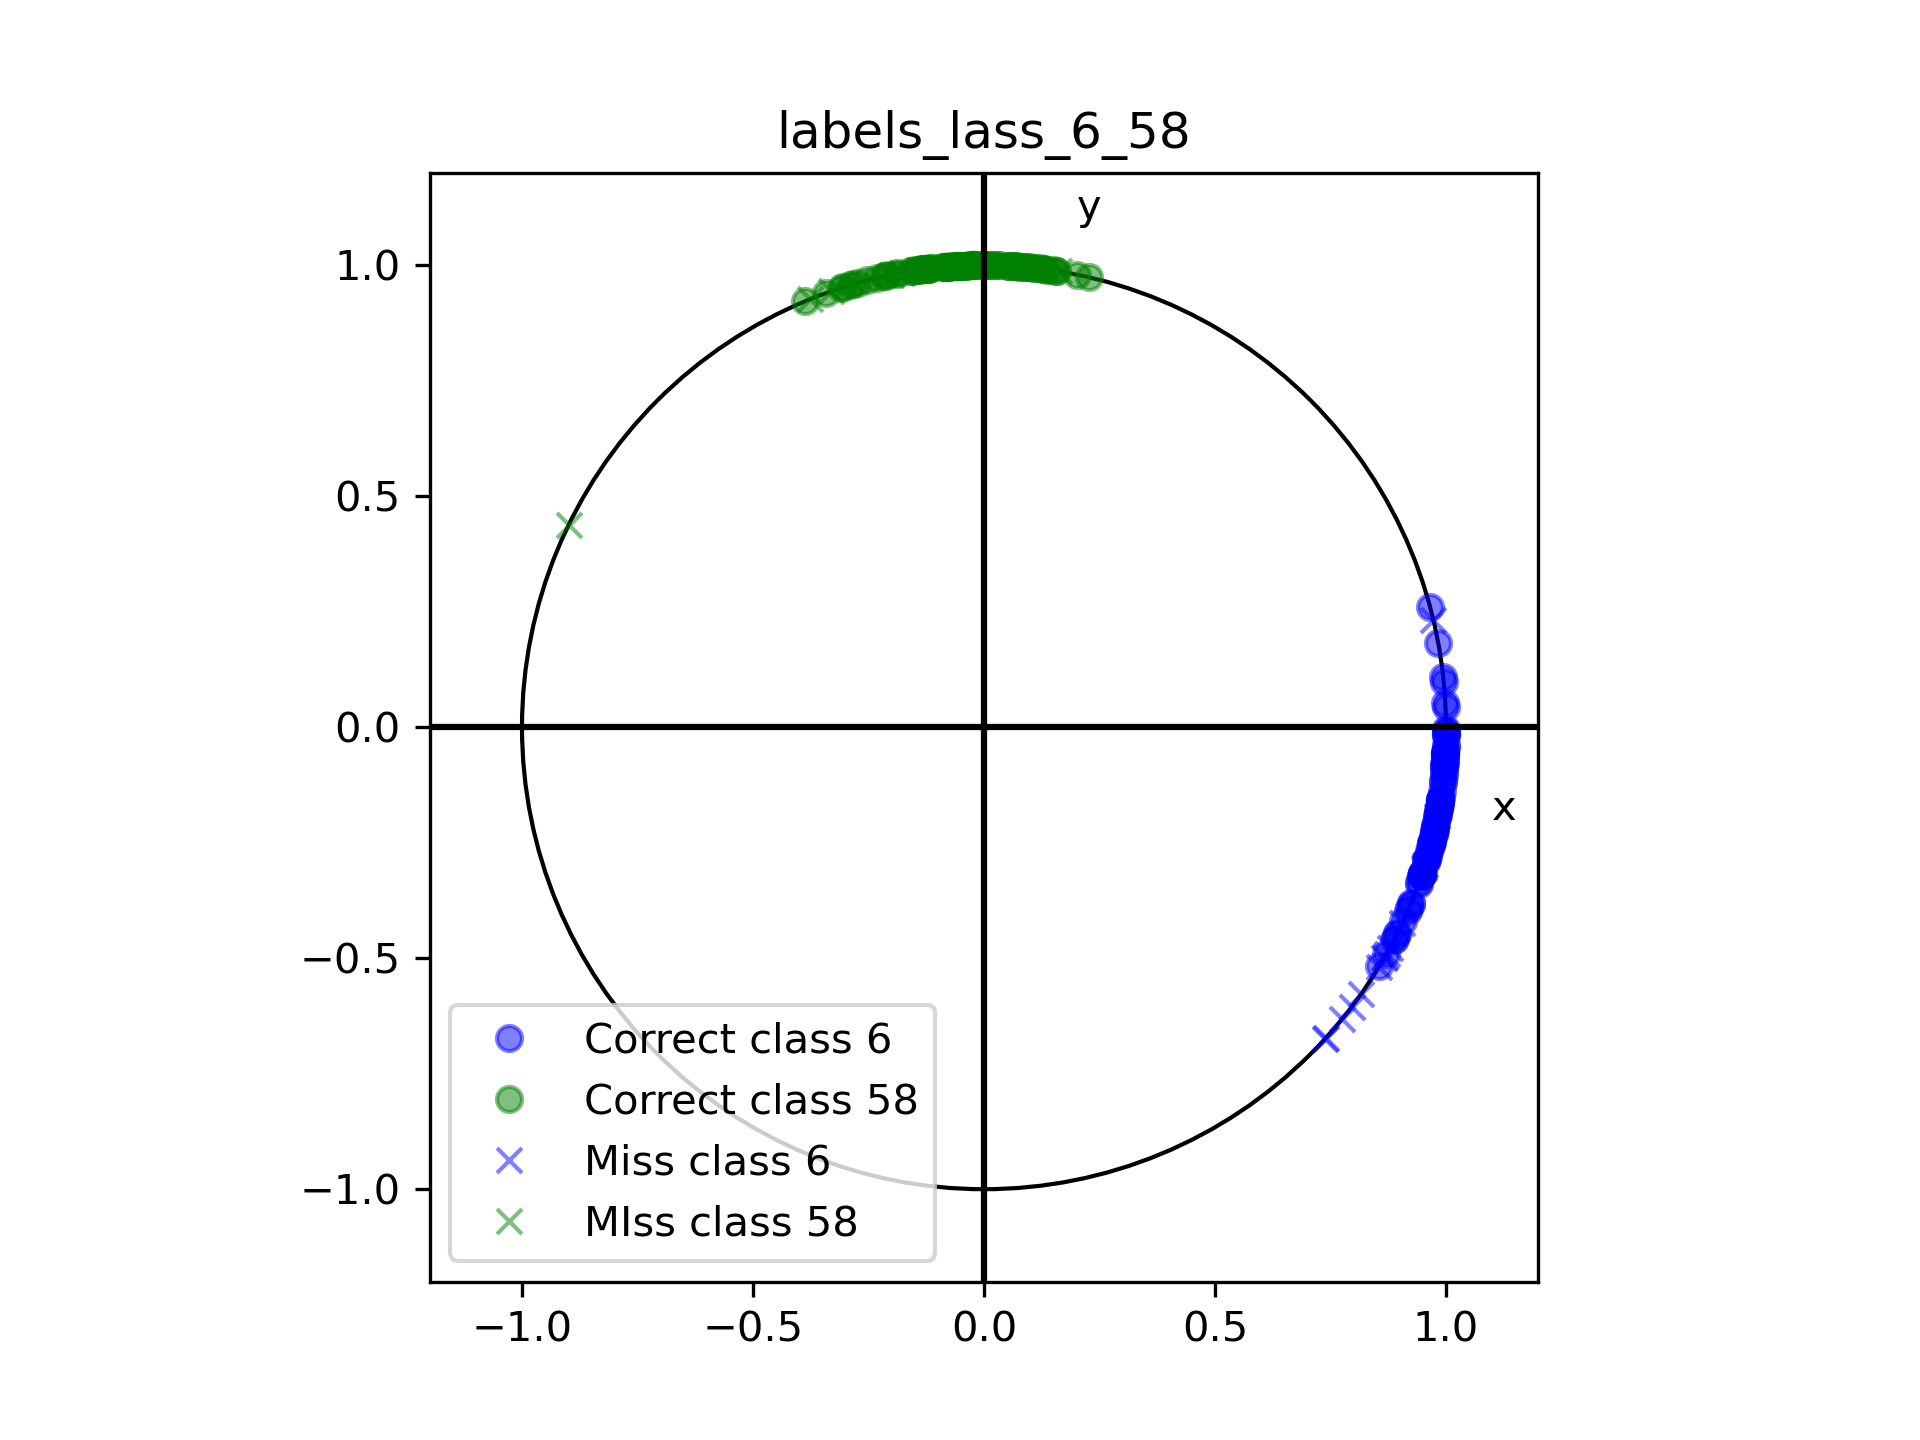 labels_lass_6_58
y
1.0
0.5
0.0
x
−0.5
−1.0
Correct class 6
Correct class 58
Miss class 6
MIss class 58
−1.0 −0.5 0.0 0.5 1.0